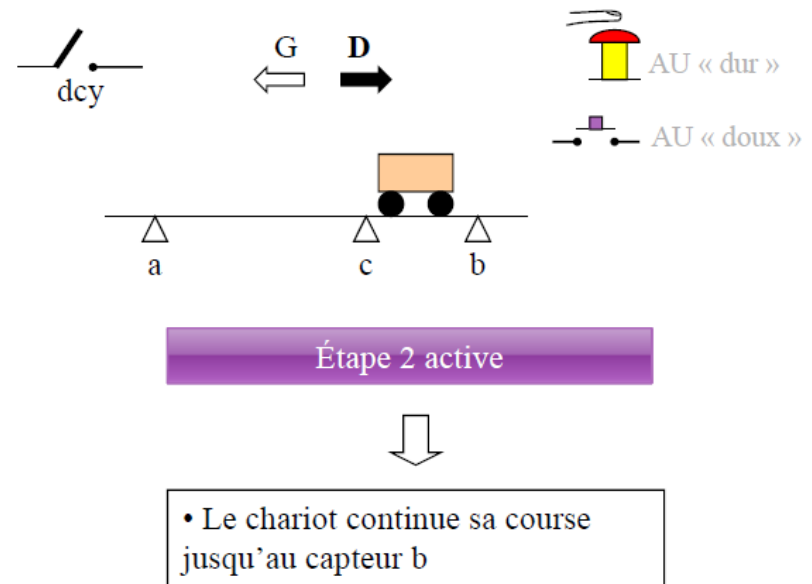 G D
AU « dur »
dcy
AU « doux »
a c b
Étape 2 active
• Le chariot continue sa course
jusqu’au capteur b